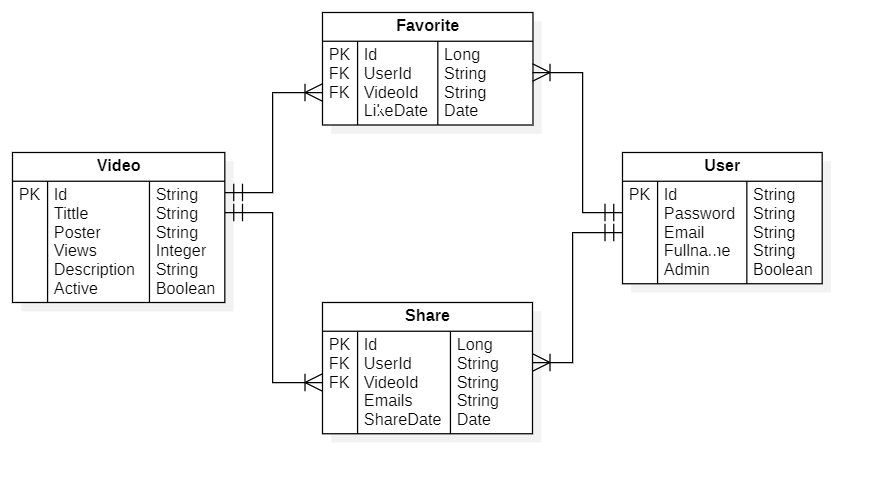 Favorite
PK Id Long
FK UserId String
FK VideoId String
LikeDate Date
Video
PK Id String
Tittle String
Poster String
Views Integer
Description String
Active Boolean
User
PK Id String
Password String
Email String
Fullname String
Admin Boolean
Share
PK Id Long
FK UserId String
FK VideoId String
Emails String
ShareDate Date